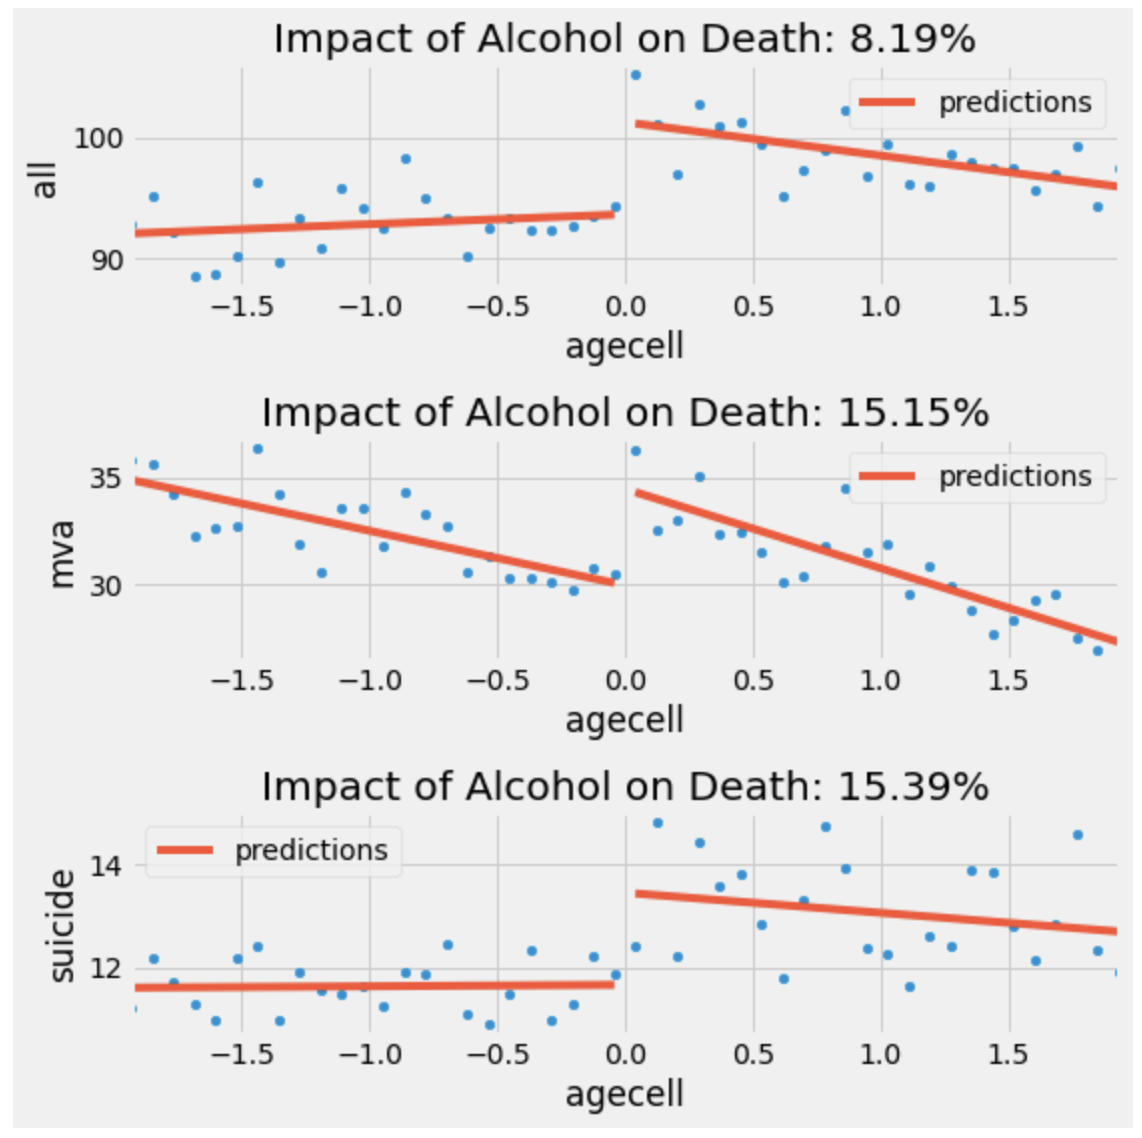 Impact of Alcohol on Death: 8.19%
predictions
100
all
90
−1.5 −1.0 −0.5 0.0 0.5 1.0 1.5
agecell
Impact of Alcohol on Death: 15.15%
35
predictions
mva
30
−1.5 −1.0 −0.5 0.0 0.5 1.0 1.5
agecell
Impact of Alcohol on Death: 15.39%
predictions
14
suicide
12
−1.5 −1.0 −0.5 0.0 0.5 1.0 1.5
agecell